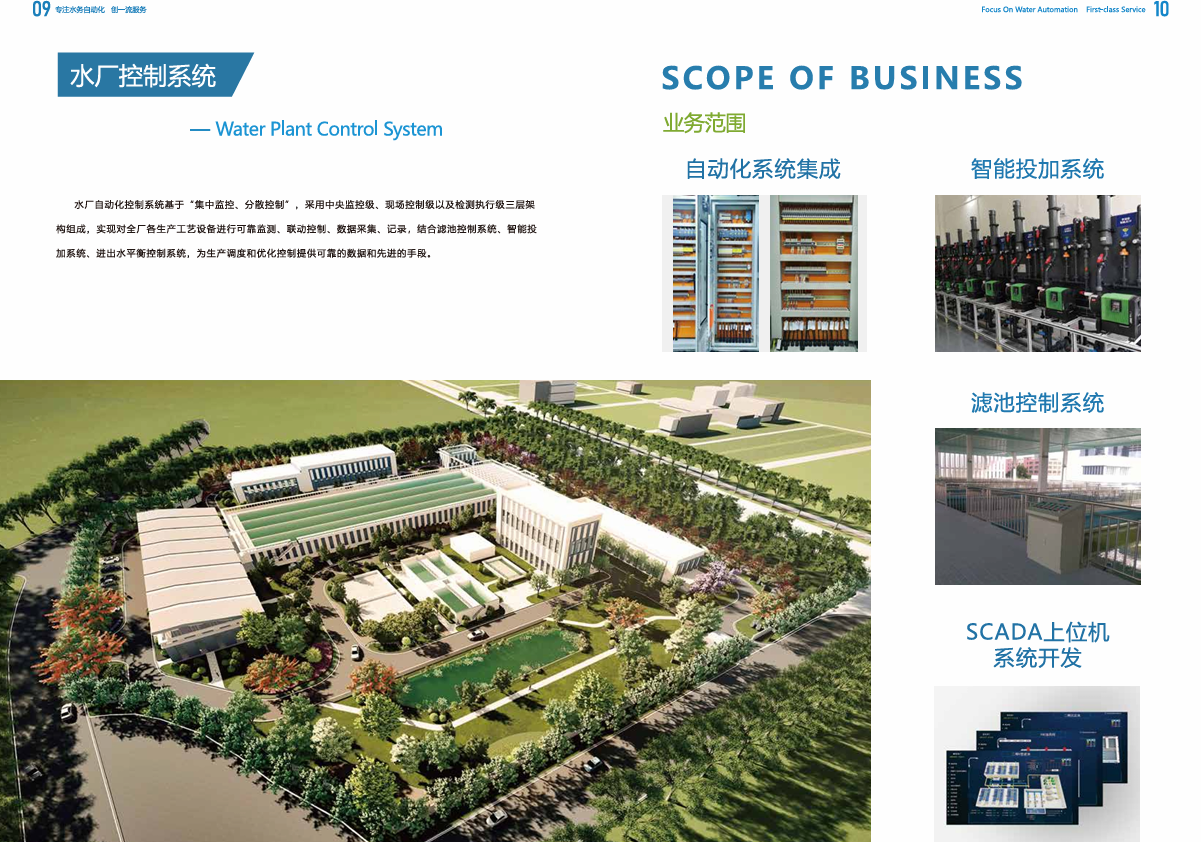 09 专注水务自动化 创一流服务
Focus On Water Automation First-class Service 10
水厂控制系统
— Water Plant Control System
水厂自动化控制系统基于“集中监控、分散控制”，采用中央监控级、现场控制级以及检测执行级三层架
构组成，实现对全厂各生产工艺设备进行可靠监测、联动控制、数据采集、记录，结合滤池控制系统、智能投
加系统、进出水平衡控制系统，为生产调度和优化控制提供可靠的数据和先进的手段。
SCOPE OF BUSINESS
业务范围
自动化系统集成
智能投加系统
滤池控制系统
SCADA上位机
系统开发